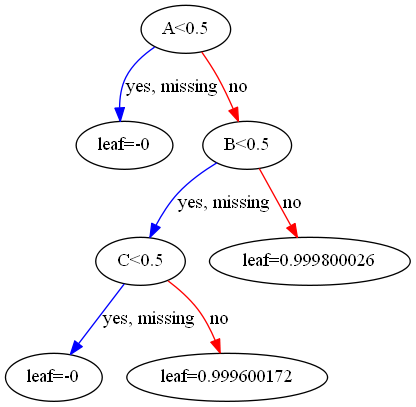 A<0.5
yes, missing
no
leaf=-0
B<0.5
yes, missing
no
C<0.5
leaf=0.999800026
yes, missing
no
leaf=-0
leaf=0.999600172